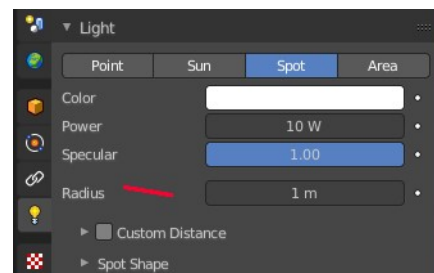 Light
Point Sun Spot Area
Color
Power 10 W
Specular 1.00
Radius 1 m
Custom Distance
Spot Shape